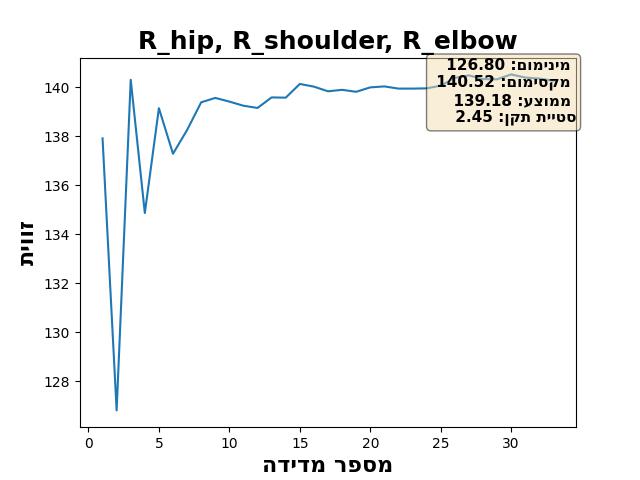 R_hip, R_shoulder, R_elbow
מינימום: 126.80
מקסימום: 140.52
ממוצע: 139.18
סטיית תקן: 2.45
140
138
136
134
132
130
128
זווית
0 5 10 15 20 25 30
מספר מדידה